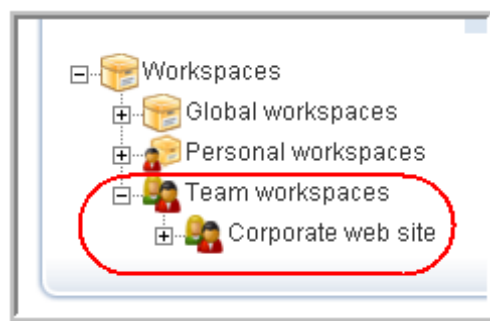 Workspaces
Global workspaces
Personal workspaces
Team workspaces
Corporate web site